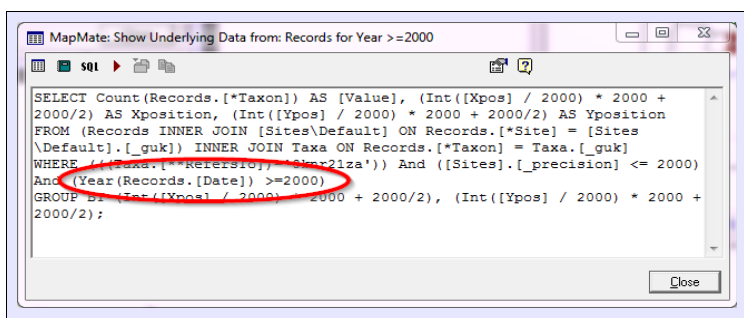 MapMate: Show Underlying Data from: Records for Year >=2000
SQL
SELECT Count(Records.[*Taxon]) AS [Value], (Int([Xpos] / 2000) * 2000 +
2000/2) AS Xposition, (Int([Ypos] / 2000) * 2000 + 2000/2) AS Yposition
FROM (Records INNER JOIN [Sites\Default] ON Records.[*Site] = [Sites
\Default].[_guk]) INNER JOIN Taxa ON Records.[*Taxon] = Taxa.[_guk]
WHERE (((Taxa.[**RefersTo]) And ([Sites].[_precision] <= 2000)
And (Year(Records.[Date]) >=2000)
GROUP BY (Int([Xpos] / 2000) * 2000 + 2000/2), (Int([Ypos] / 2000) * 2000 +
2000/2);
Close